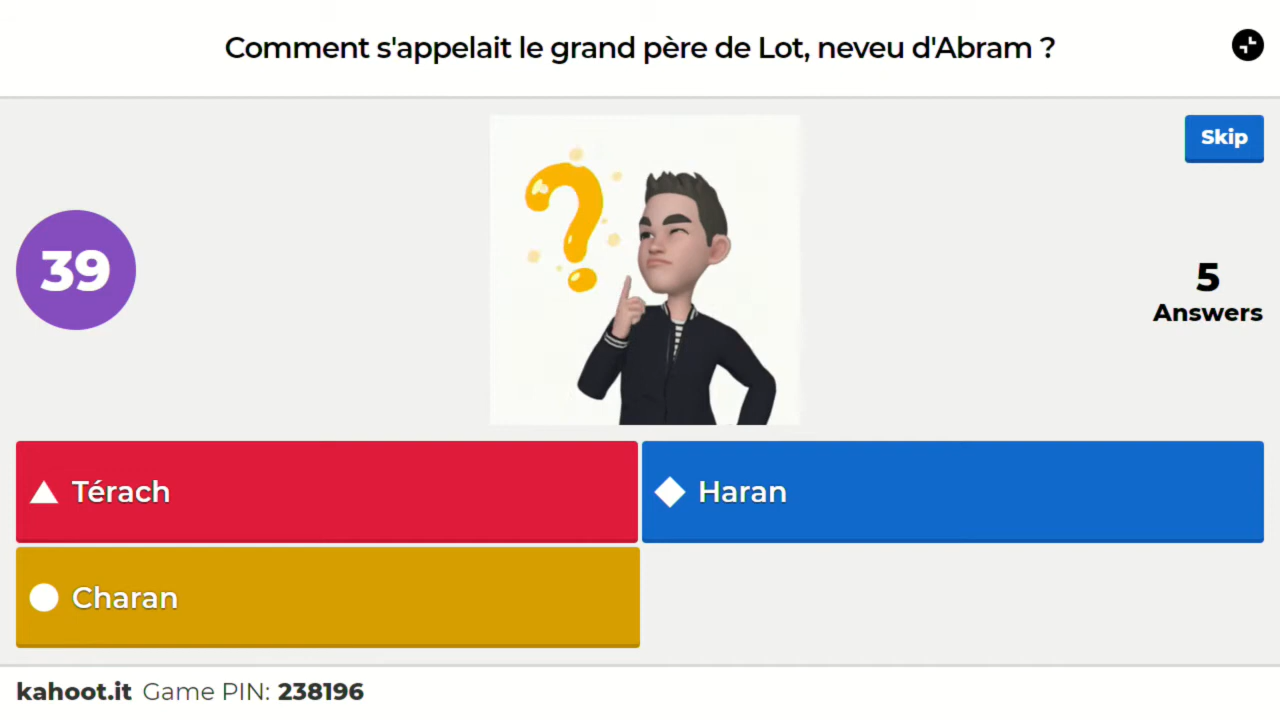 Comment s'appelait le grand père de Lot, neveu d'Abram ?
Skip
39
5
Answers
Térach
Haran
Charan
kahoot.it Game PIN: 238196